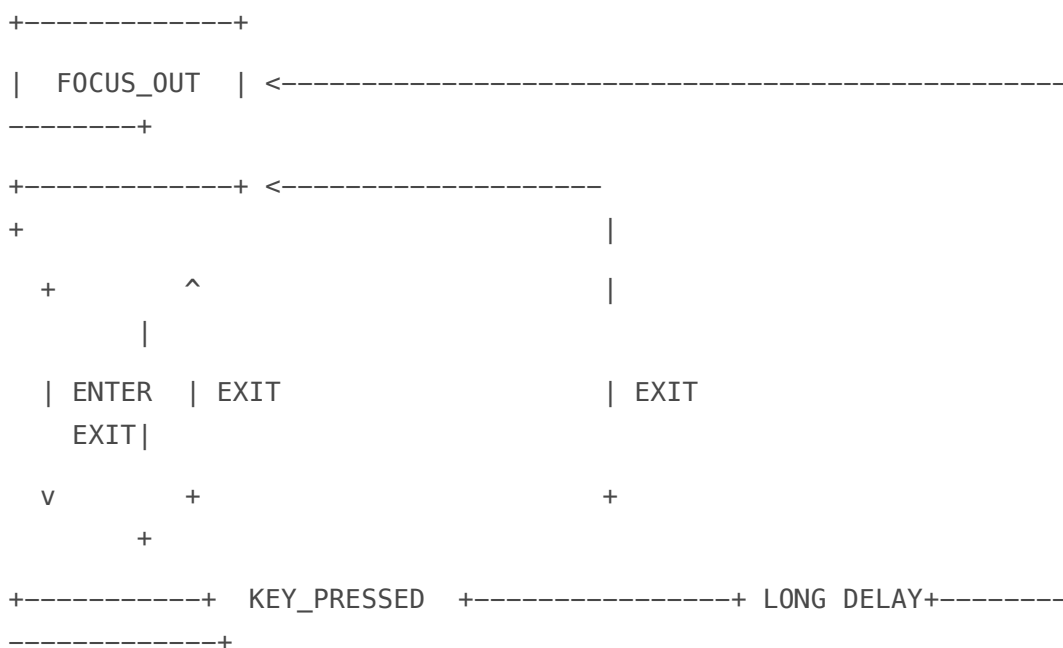 +-------------+
|  FOCUS_OUT  | <-------------------------------------------------
--------+
+-------------+ <--------------------
+                                    |
  +        ^                         |
        |
  | ENTER  | EXIT                    | EXIT
    EXIT|
  v        +                         +
        +
+-----------+  KEY_PRESSED  +----------------+ LONG DELAY+--------
-------------+